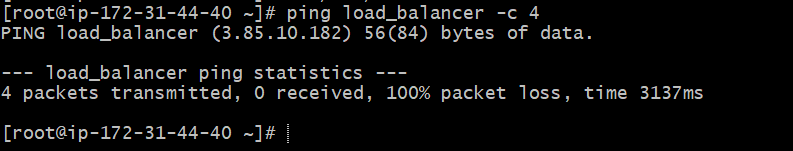 [root@ip-172-31-44-40 ~]# ping load_balancer -c 4
PING load_balancer (3.85.10.182) 56(84) bytes of data.
--- load_balancer ping statistics ---
4 packets transmitted, 0 received, 100% packet loss, time 3137ms
[root@ip-172-31-44-40 ~]#